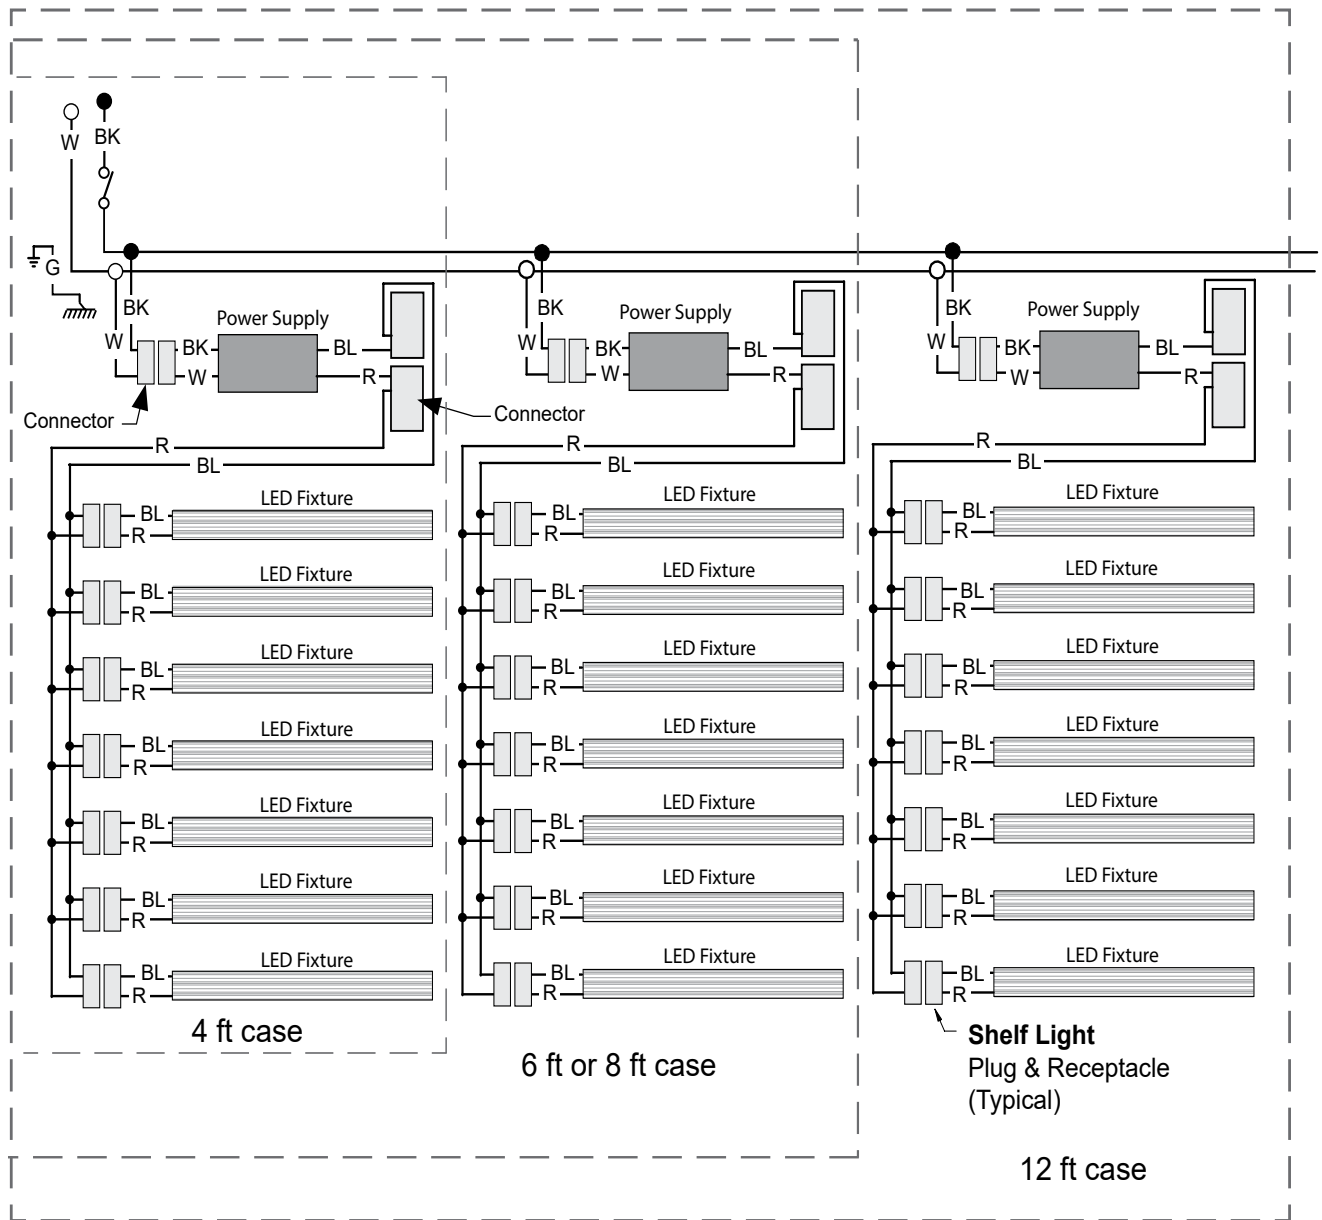 W
BK
G
BK
W
Power Supply
BK
W
BL
R
Connector
Connector
R
BL
LED Fixture
BL
R
LED Fixture
BL
R
LED Fixture
BL
R
LED Fixture
BL
R
LED Fixture
BL
R
LED Fixture
BL
R
LED Fixture
BL
R
4 ft case
BK
W
Power Supply
BK
W
BL
R
R
BL
LED Fixture
BL
R
LED Fixture
BL
R
LED Fixture
BL
R
LED Fixture
BL
R
LED Fixture
BL
R
LED Fixture
BL
R
LED Fixture
BL
R
6 ft or 8 ft case
BK
W
Power Supply
BK
W
BL
R
R
BL
LED Fixture
BL
R
LED Fixture
BL
R
LED Fixture
BL
R
LED Fixture
BL
R
LED Fixture
BL
R
LED Fixture
BL
R
LED Fixture
BL
R
Shelf Light
Plug & Receptacle
(Typical)
12 ft case